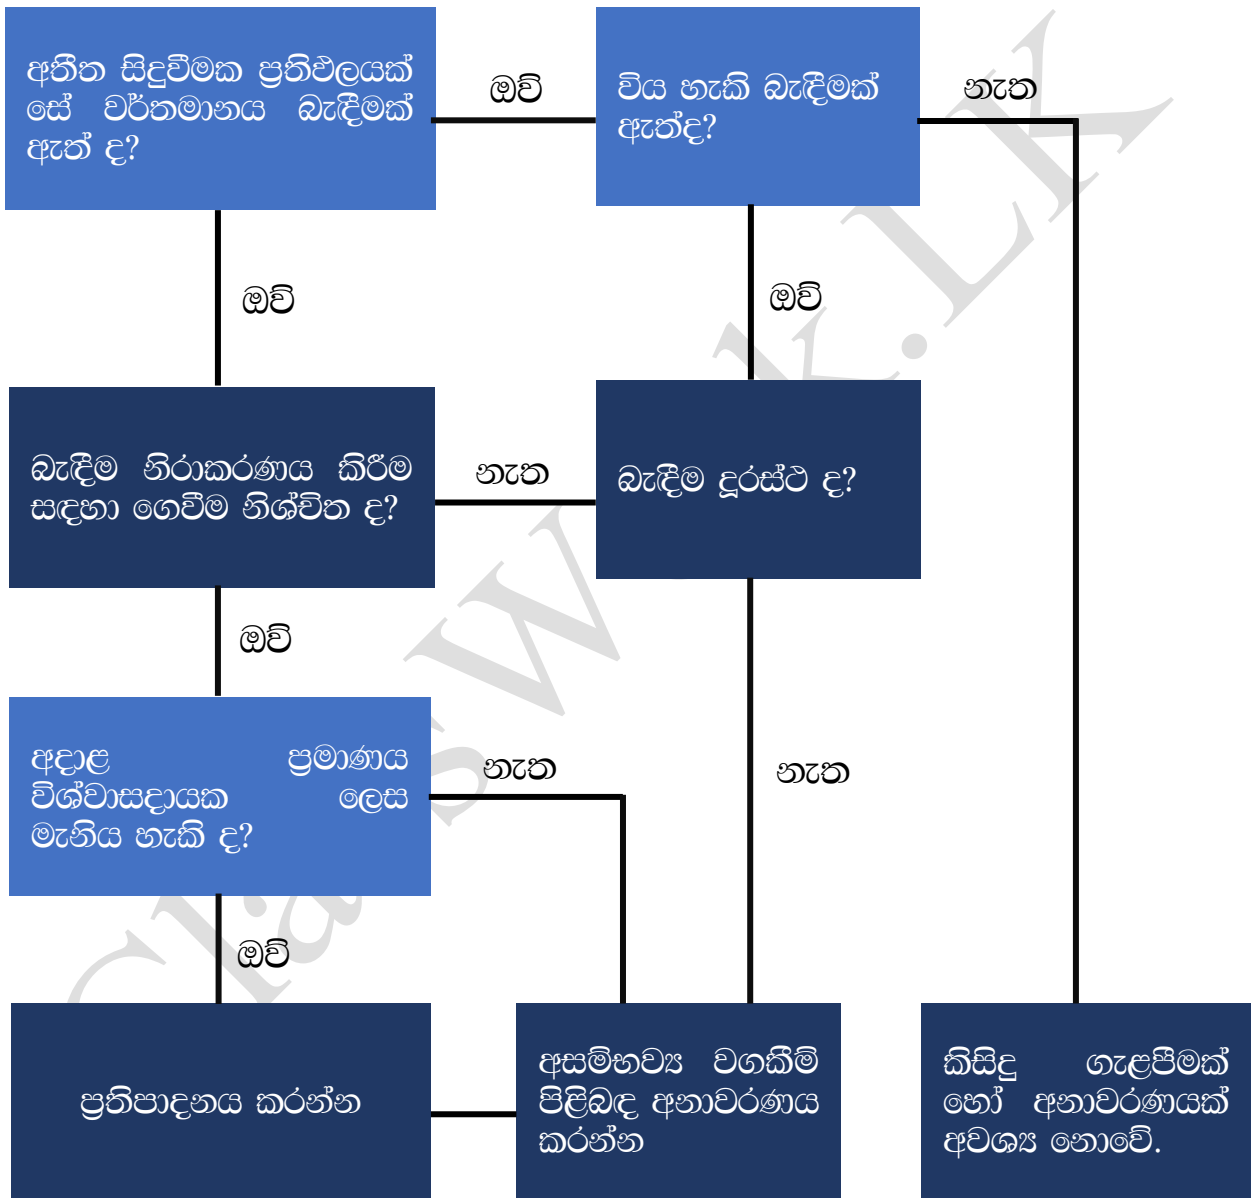 අතීත සිදුවීමක ප්‍රතිඵලයක්
සේ වර්තමානය බැඳීමක්
ඇත් ද?
ඔව්
විය හැකි බැඳීමක්
ඇත්ද?
නැත
ඔව්
ඔව්
බැඳීම නිරාකරණය කිරීම
සඳහා ගෙවීම නිශ්චිත ද?
නැත
බැඳීම දූරස්ථ ද?
ඔව්
අදාළ ප්‍රමාණය
විශ්වාසදායක ලෙස
මැනිය හැකි ද?
නැත
නැත
ඔව්
ප්‍රතිපාදනය කරන්න
අසම්භව්‍ය වගකීම්
පිළිබඳ අනාවරණය
කරන්න
කිසිදු ගැළපීමක්
හෝ අනාවරණයක්
අවශ්‍ය නොවේ.